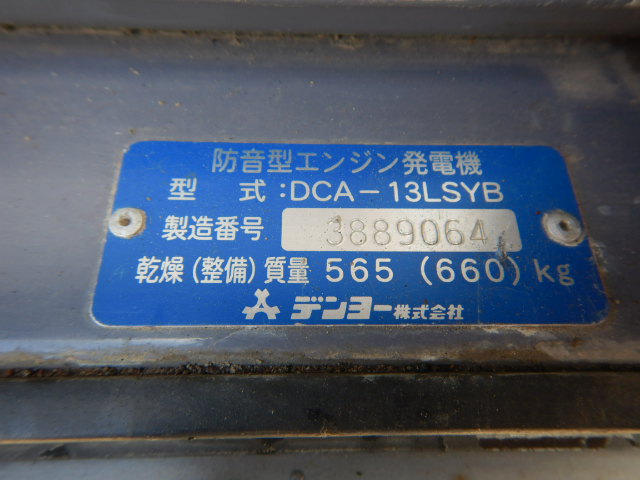 防音型エンジン発電機
型 式:DCA-13LSYB
製造番号 3889064
乾燥(整備)質量 565 (660) kg
デンヨー株式会社